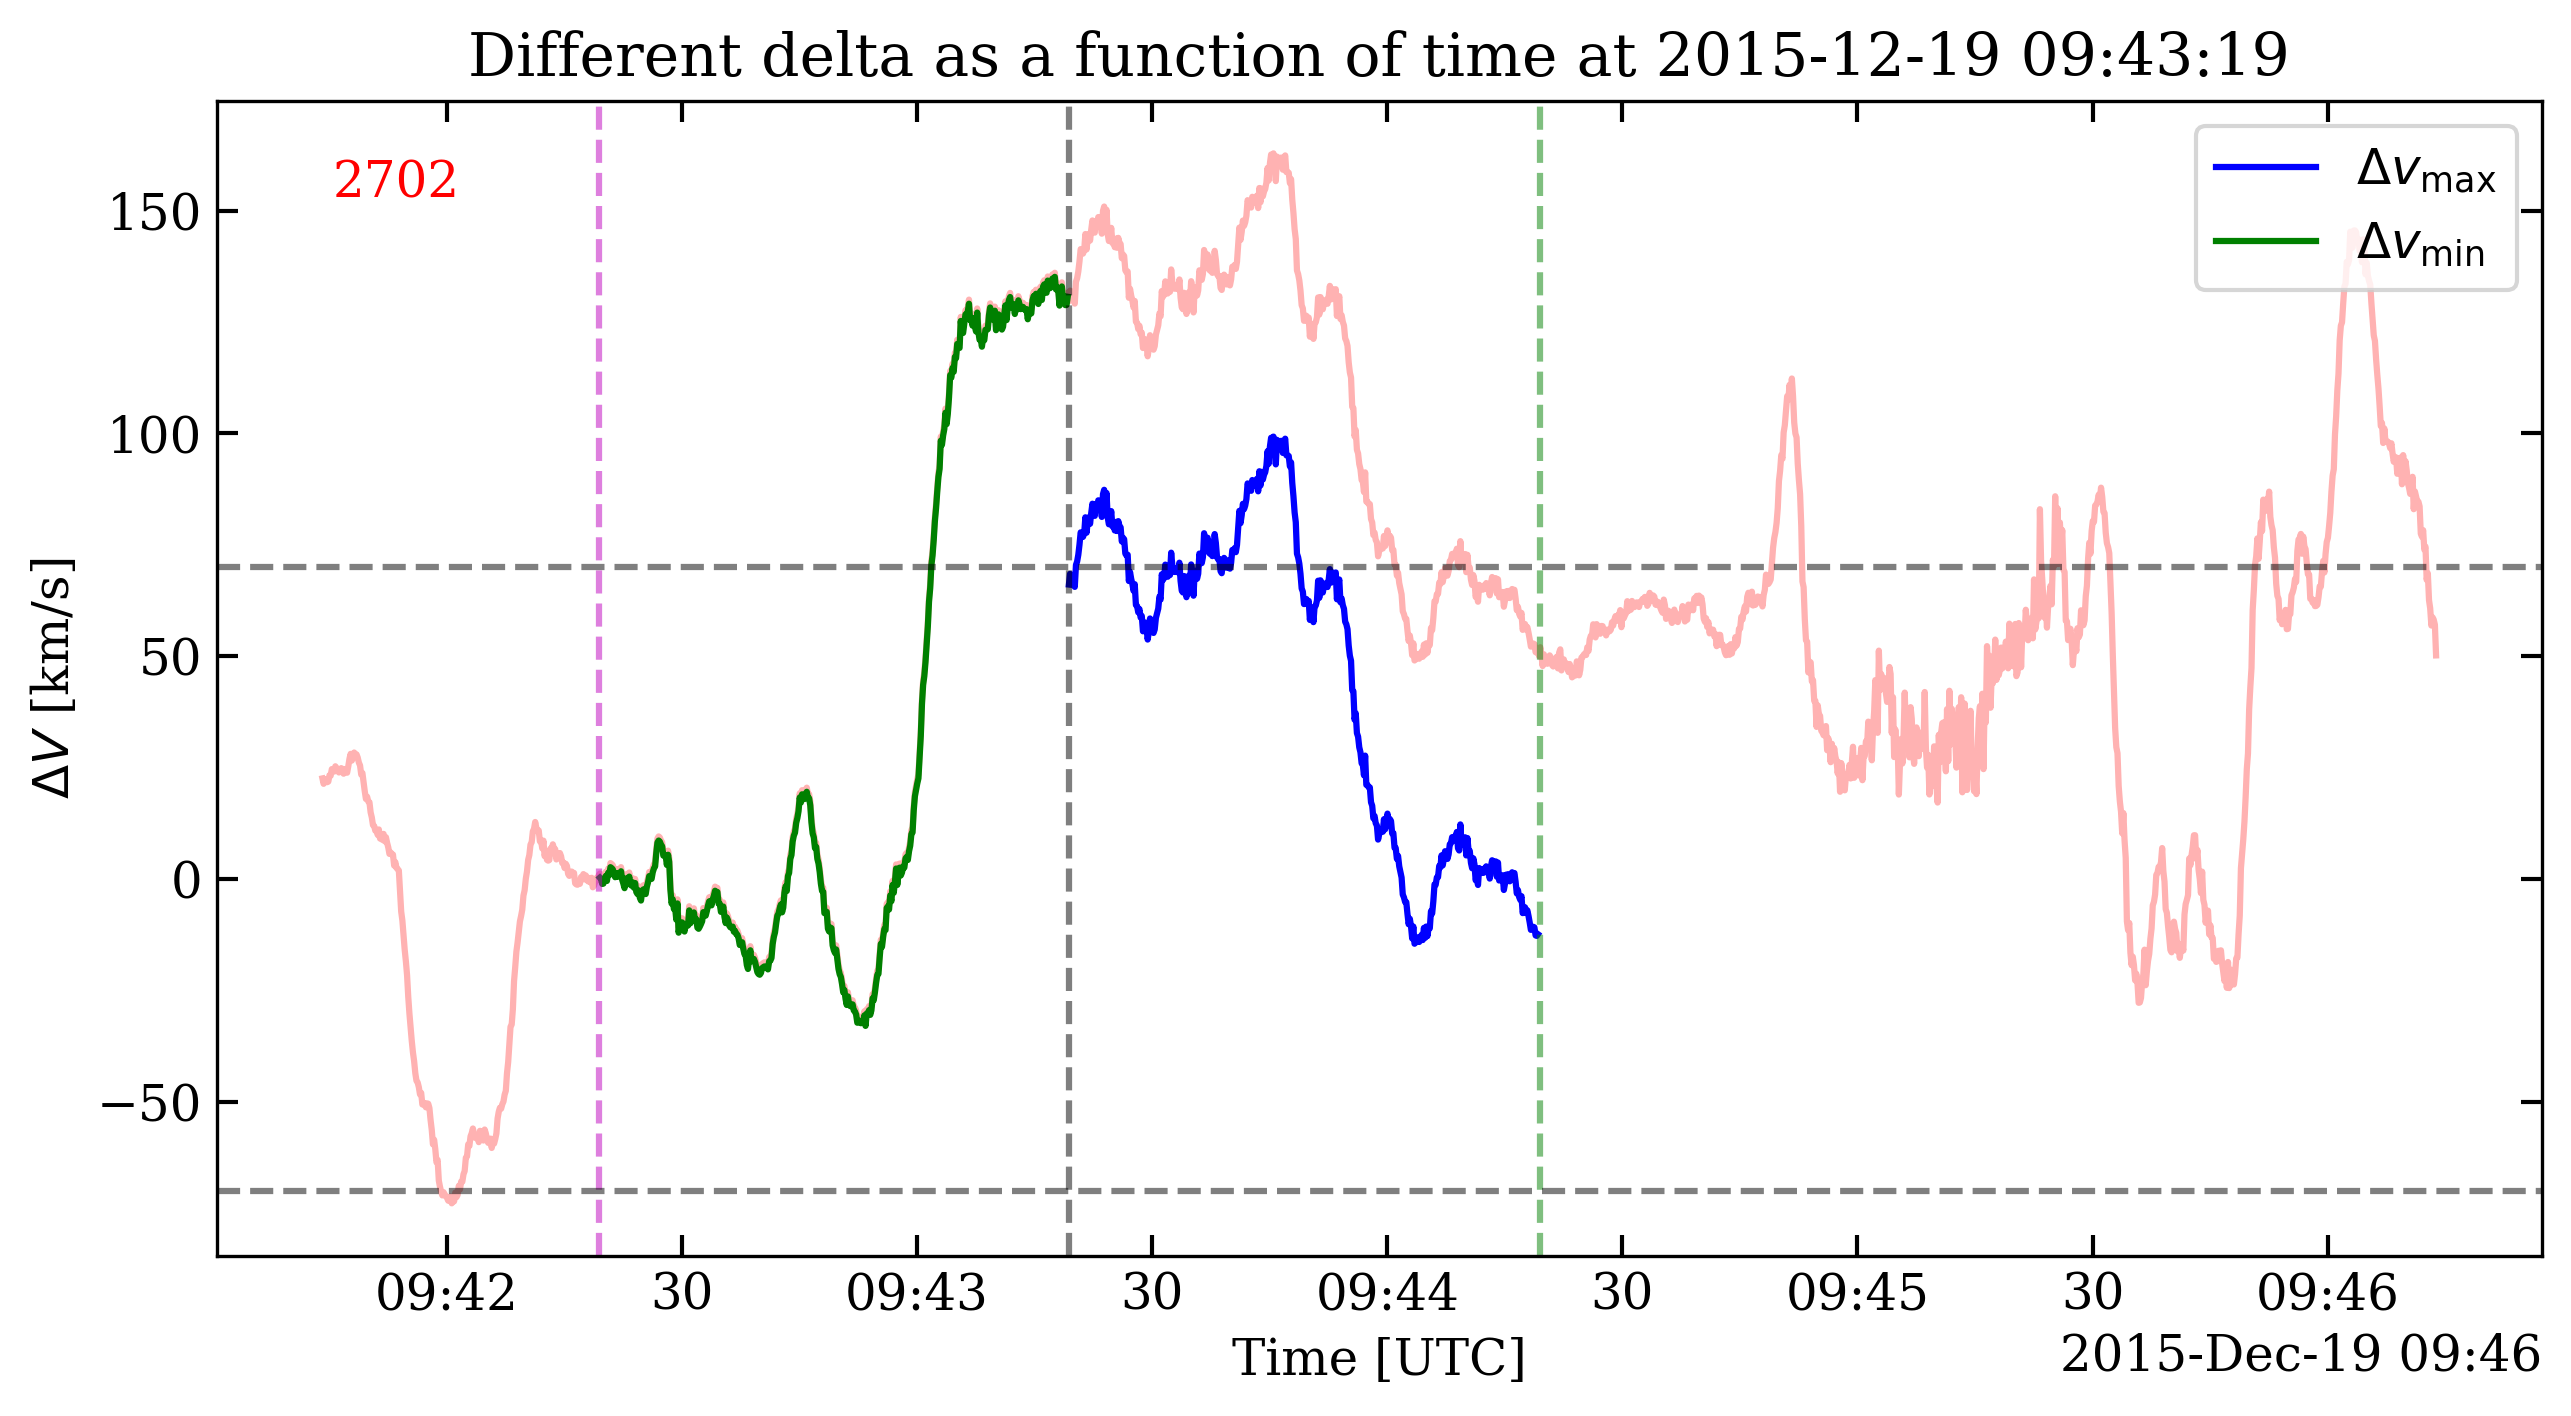 Different delta as a function of time at 2015-12-19 09:43:19
2702
Δv_max
Δv_min
150
100
50
0
−50
ΔV [km/s]
09:42 30 09:43 30 09:44 30 09:45 30 09:46
Time [UTC]
2015-Dec-19 09:46